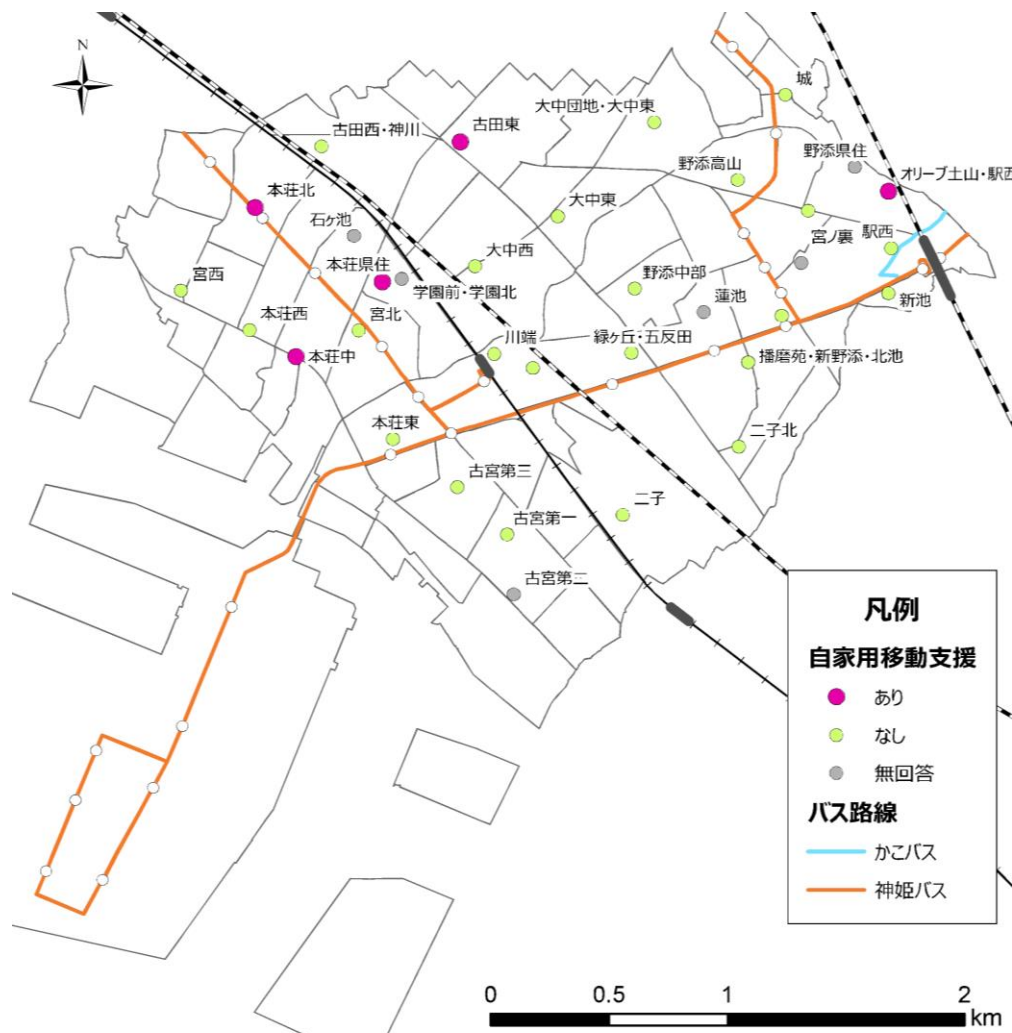 N
城
大中団地・大中東
古田東
古田西・神川
野添県住
野添高山
オリーブ土山・駅西
本荘北
石ヶ池
大中東
宮ノ裏
駅西
大中西
本荘県住
野添中部
宮西
学園前・学園北
蓮池
新池
宮北
本荘西
川端
緑ヶ丘・五反田
本荘中
播磨苑・新野添・北池
本荘東
二子北
古宮第三
二子
古宮第一
古宮第二
凡例
自家用移動支援
あり
なし
無回答
バス路線
かこバス
神姫バス
0
0.5
1
2
km